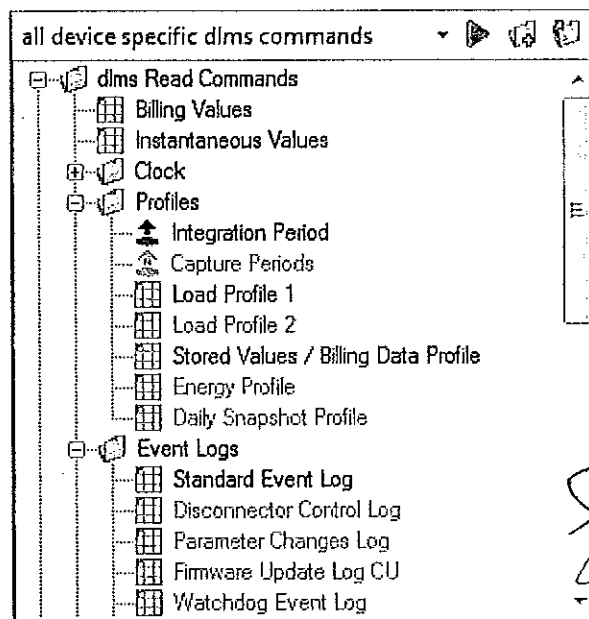 all device specific dlms commands
dlms Read Commands
Billing Values
Instantaneous Values
Clock
Profiles
Integration Period
Capture Periods
Load Profile 1
Load Profile 2
Stored Values / Billing Data Profile
Energy Profile
Daily Snapshot Profile
Event Logs
Standard Event Log
Disconnector Control Log
Parameter Changes Log
Firmware Update Log CU
Watchdog Event Log